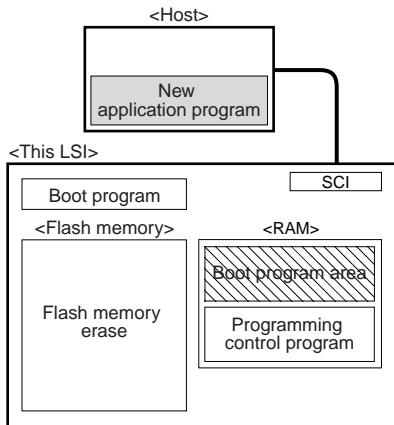 <Host>
New
application program
<This LSI>
SCI
Boot program
<Flash memory>
<RAM>
Boot program area
Flash memory
erase
Programming
control program